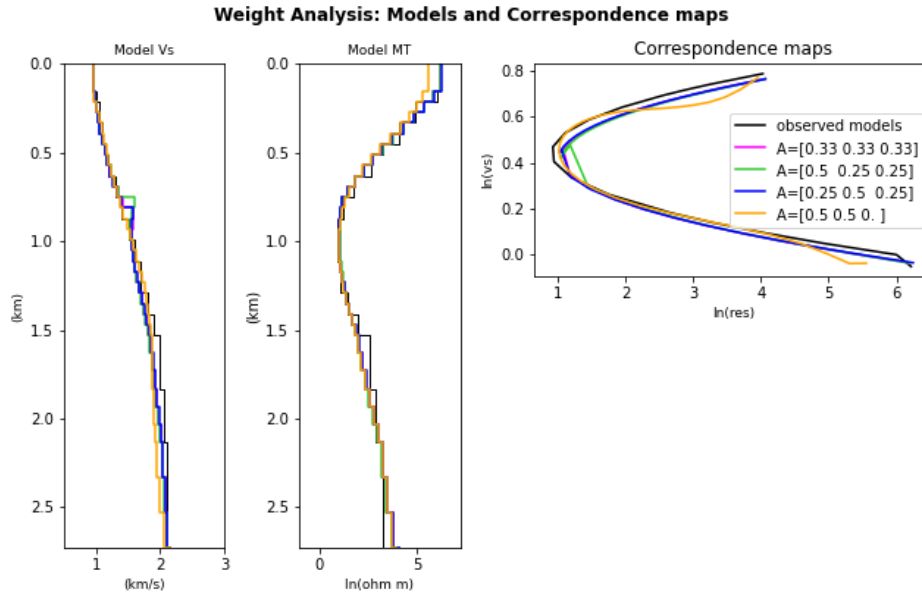 Weight Analysis: Models and Correspondence maps
Model Vs
0.0
0.5
1.0
1.5
2.0
2.5
(km)
1 2 3
(km/s)
Model MT
0.0
0.5
1.0
1.5
2.0
2.5
(km)
0 5
ln(ohm m)
Correspondence maps
0.8
0.6
0.4
0.2
0.0
ln(vs)
1 2 3 4 5 6
ln(res)
observed models
A=[0.33 0.33 0.33]
A=[0.5 0.25 0.25]
A=[0.25 0.5 0.25]
A=[0.5 0.5 0. ]